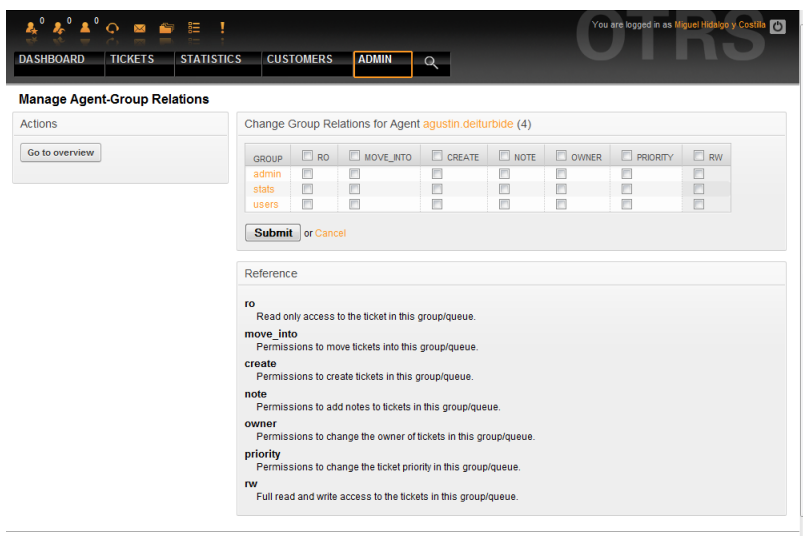 0 0 0
You are logged in as Miguel Hidalgo y Costilla
OTRS
DASHBOARD TICKETS STATISTICS CUSTOMERS ADMIN
Manage Agent-Group Relations
Actions
Go to overview
Change Group Relations for Agent agustin.deiturbide (4)
GROUP RO MOVE_INTO CREATE NOTE OWNER PRIORITY RW
admin
stats
users
Submit or Cancel
Reference
ro
Read only access to the ticket in this group/queue.
move_into
Permissions to move tickets into this group/queue.
create
Permissions to create tickets in this group/queue.
note
Permissions to add notes to tickets in this group/queue.
owner
Permissions to change the owner of tickets in this group/queue.
priority
Permissions to change the ticket priority in this group/queue.
rw
Full read and write access to the tickets in this group/queue.